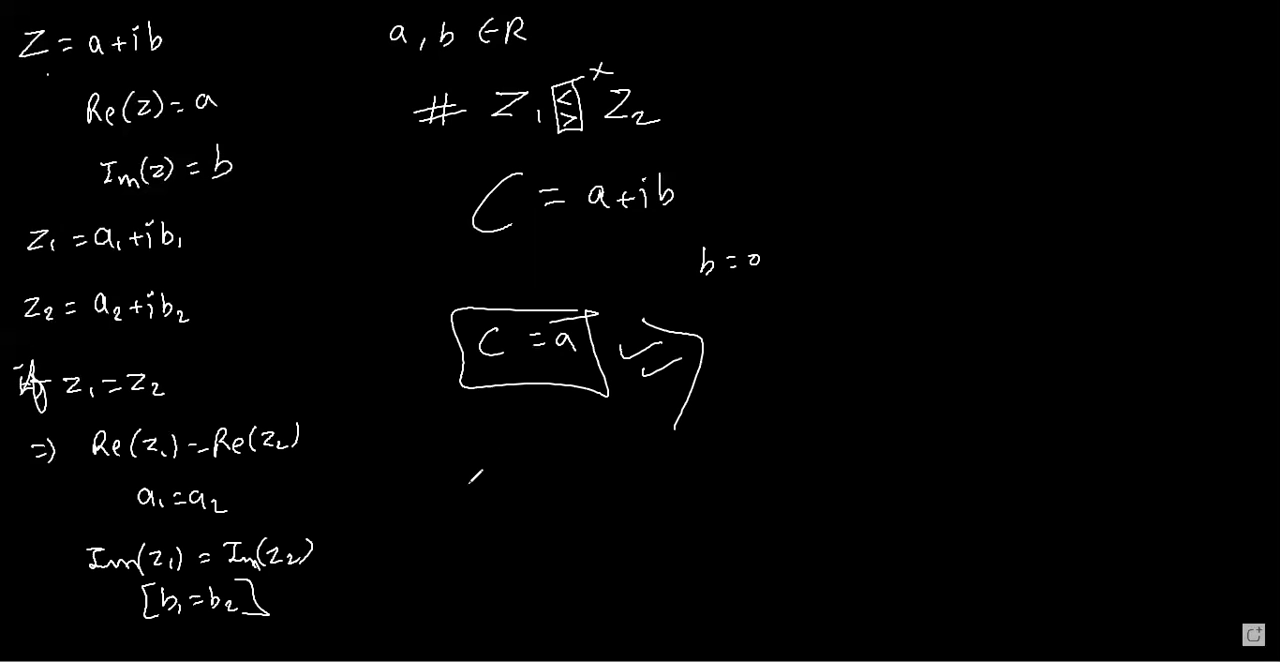 Z = a+ib
Re(z) = a
Im(z) = b
z₁ = a₁+ib₁
z₂ = a₂+ib₂
if z₁ = z₂
=> Re(z₁) = Re(z₂)
a₁ = a₂
Im(z₁) = Im(z₂)
[b₁ = b₂]
a, b ∈ R
# Z₁ <> ˣ Z₂
C = a+ib
b = 0
C = a